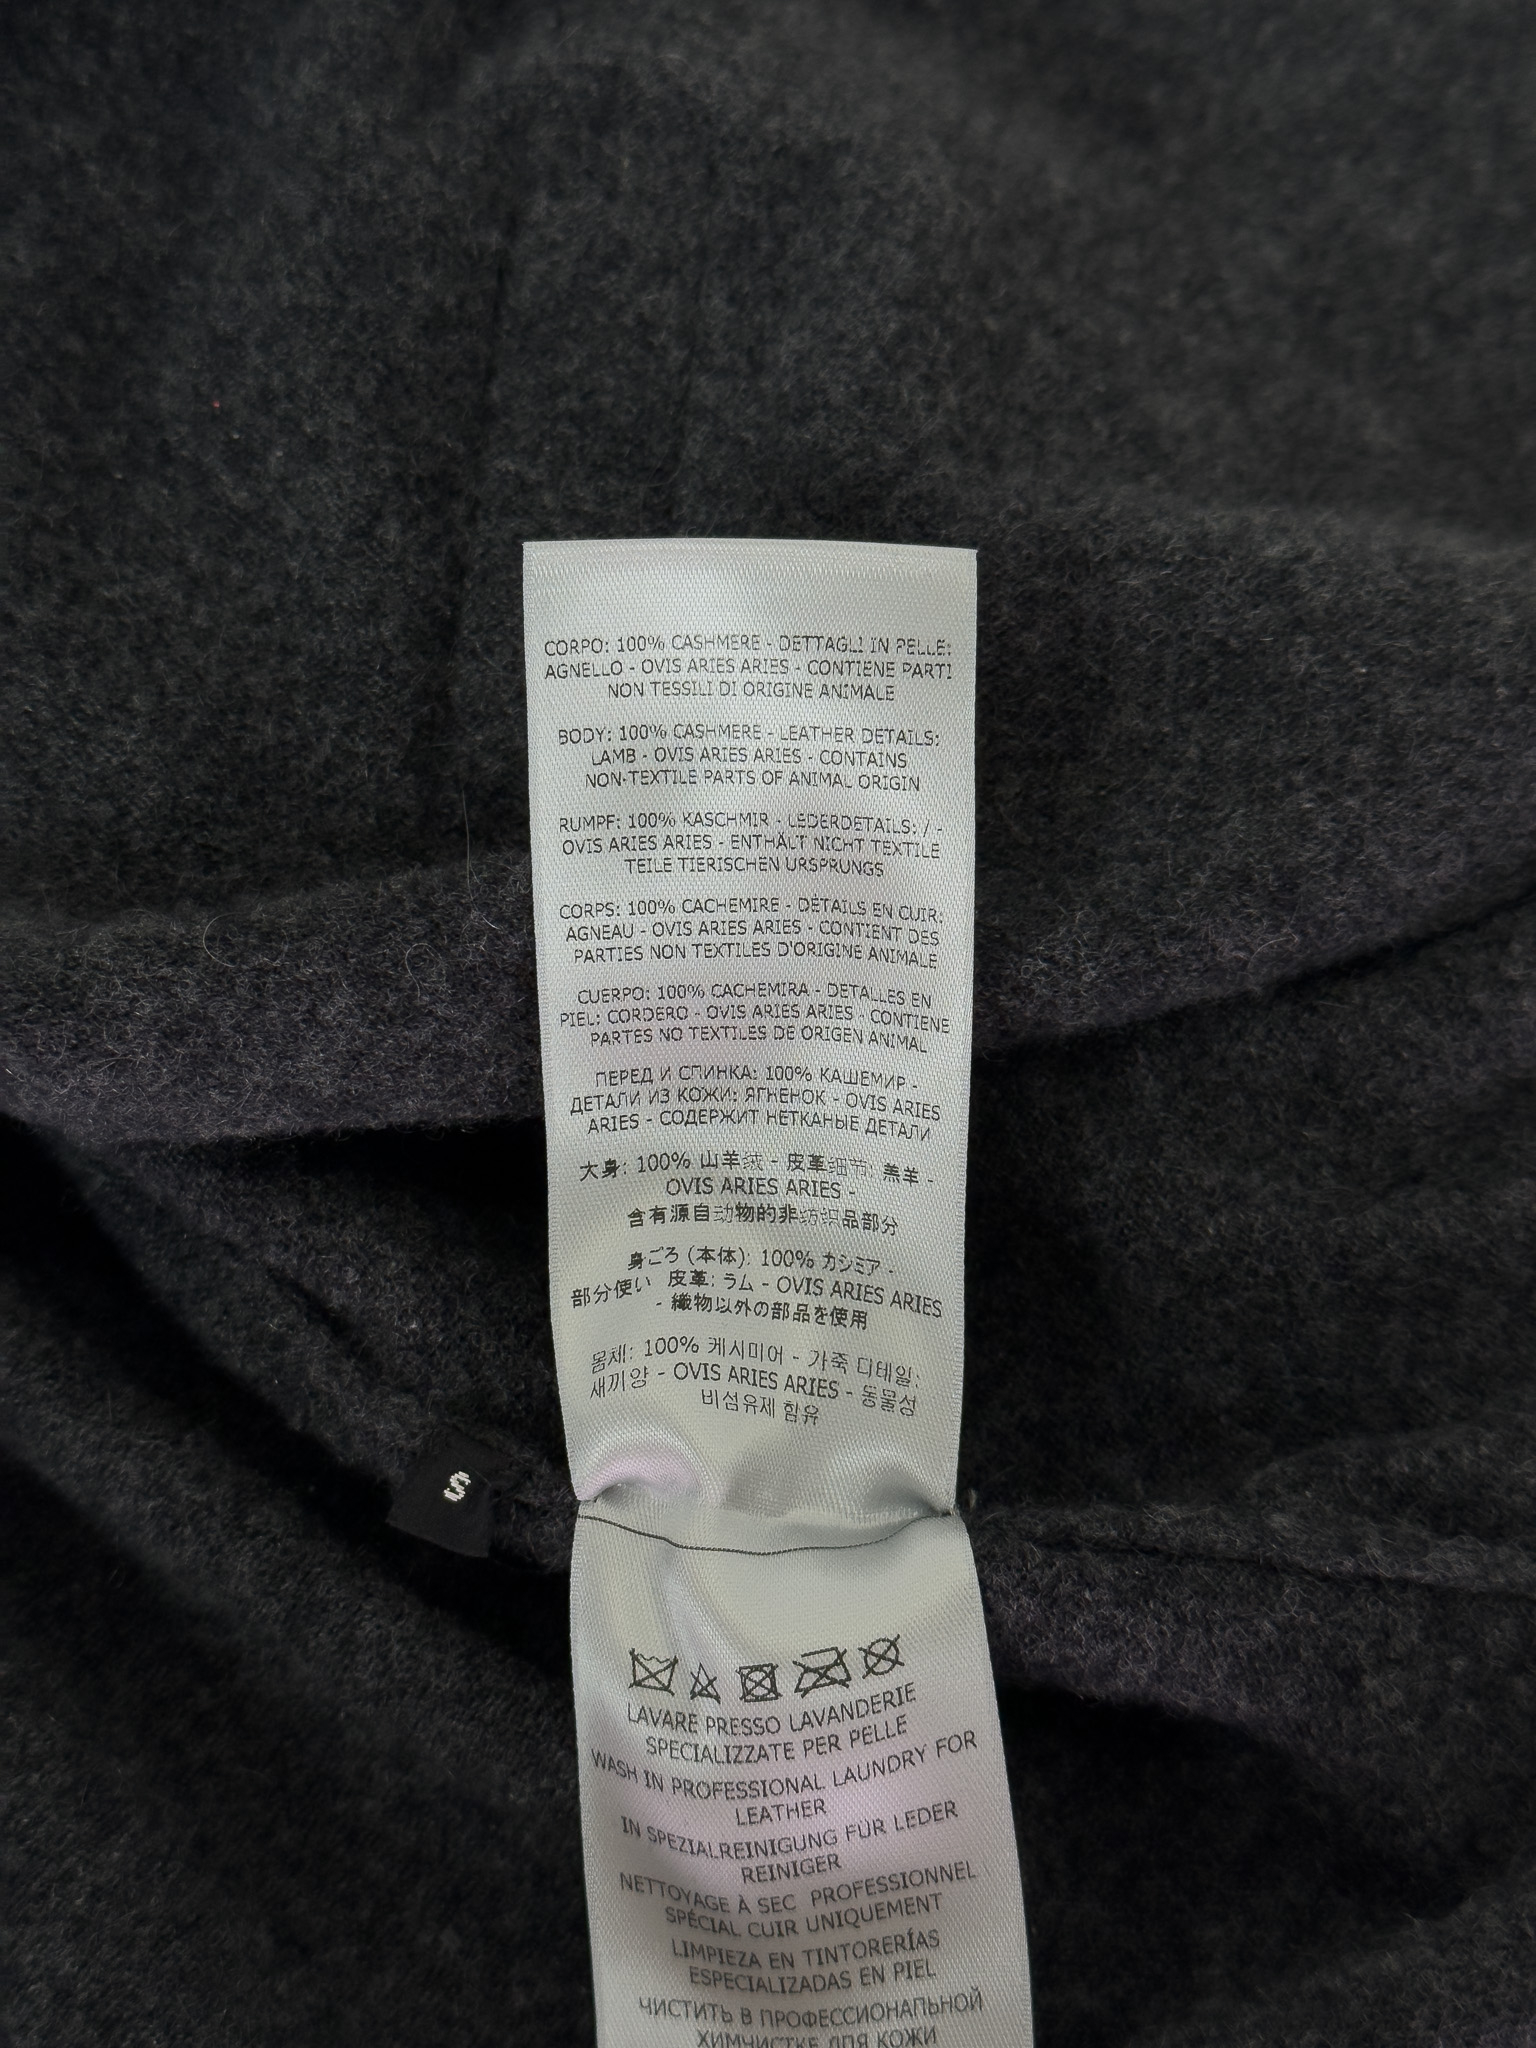 CORPO: 100% CASHMERE - DETTAGLI IN PELLE:
AGNELLO - OVIS ARIES ARIES - CONTIENE PARTI
NON TESSILI DI ORIGINE ANIMALE
BODY: 100% CASHMERE - LEATHER DETAILS:
LAMB - OVIS ARIES ARIES - CONTAINS
NON-TEXTILE PARTS OF ANIMAL ORIGIN
RUMPF: 100% KASCHMIR - LEDERDETAILS: / -
OVIS ARIES ARIES - ENTHÄLT NICHT TEXTILE
TEILE TIERISCHEN URSPRUNGS
CORPS: 100% CACHEMIRE - DÉTAILS EN CUIR:
AGNEAU - OVIS ARIES ARIES - CONTIENT DES
PARTIES NON TEXTILES D'ORIGINE ANIMALE
CUERPO: 100% CACHEMIRA - DETALLES EN
PIEL: CORDERO - OVIS ARIES ARIES - CONTIENE
PARTES NO TEXTILES DE ORIGEN ANIMAL
ПЕРЕД И СПИНКА: 100% КАШЕМИР -
ДЕТАЛИ ИЗ КОЖИ: ЯГНЕНОК - OVIS ARIES
ARIES - СОДЕРЖИТ НЕТКАНЫЕ ДЕТАЛИ
大身: 100% 山羊绒 - 皮革细节: 羔羊 -
OVIS ARIES ARIES -
含有源自动物的非纺织品部分
身ごろ (本体): 100% カシミア -
部分使い 皮革: ラム - OVIS ARIES ARIES
- 織物以外の部品を使用
몸체: 100% 케시미어 - 가죽 디테일:
새끼양 - OVIS ARIES ARIES - 동물성
비섬유제 함유
S
LAVARE PRESSO LAVANDERIE
SPECIALIZZATE PER PELLE
WASH IN PROFESSIONAL LAUNDRY FOR
LEATHER
IN SPEZIALREINIGUNG FÜR LEDER
REINIGER
NETTOYAGE À SEC PROFESSIONNEL
SPÉCIAL CUIR UNIQUEMENT
LIMPIEZA EN TINTORERÍAS
ESPECIALIZADAS EN PIEL
ЧИСТИТЬ В ПРОФЕССИОНАЛЬНОЙ
ХИМЧИСТКЕ ДЛЯ КОЖИ